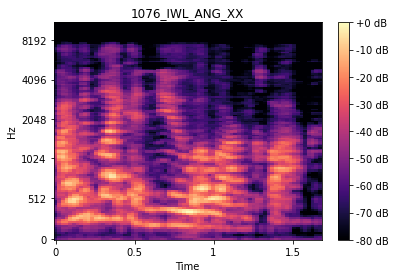 1076_IWL_ANG_XX
+0 dB
8192
-10 dB
4096
-20 dB
-30 dB
2048
Hz
-40 dB
1024
-50 dB
512
-60 dB
-70 dB
0
-80 dB
0
0.5
1
1.5
Time